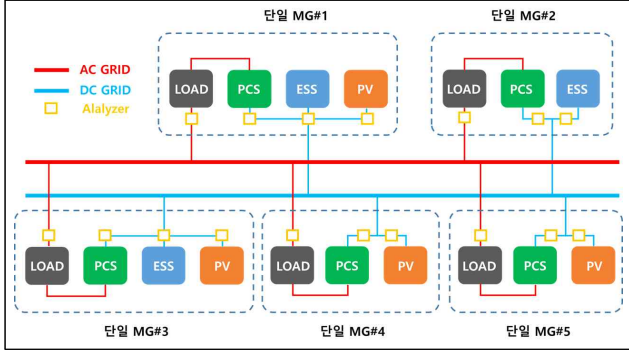 단일 MG#1
단일 MG#2
AC GRID
DC GRID
Alalyzer
LOAD PCS ESS PV
LOAD PCS ESS
LOAD PCS ESS PV
LOAD PCS PV
LOAD PCS PV
단일 MG#3
단일 MG#4
단일 MG#5